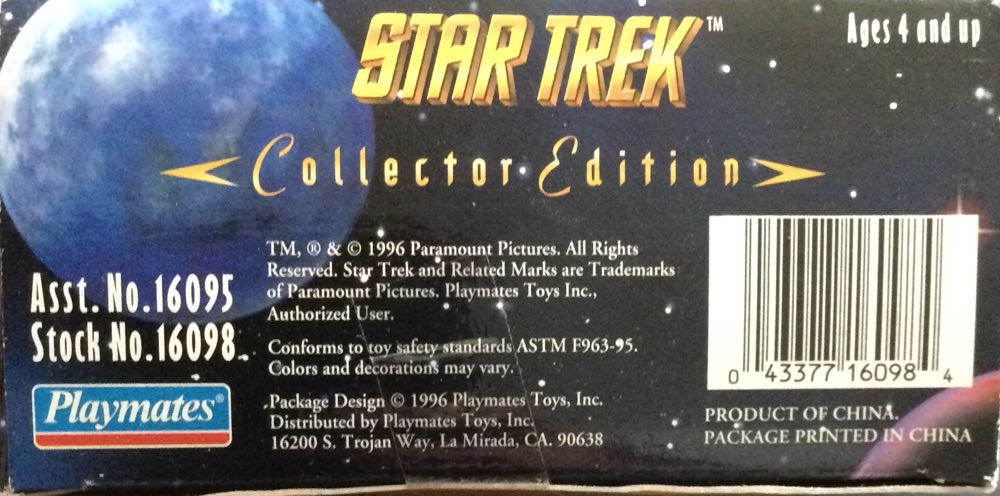 STAR TREK™
Ages 4 and up
Collector Edition
TM, ® & © 1996 Paramount Pictures. All Rights
Reserved. Star Trek and Related Marks are Trademarks
of Paramount Pictures. Playmates Toys Inc.,
Authorized User.
Asst. No.16095
Stock No.16098
Conforms to toy safety standards ASTM F963-95.
Colors and decorations may vary.
Playmates®
Package Design © 1996 Playmates Toys, Inc.
Distributed by Playmates Toys, Inc.
16200 S. Trojan Way, La Mirada, CA. 90638
0 43377 16098 4
PRODUCT OF CHINA.
PACKAGE PRINTED IN CHINA